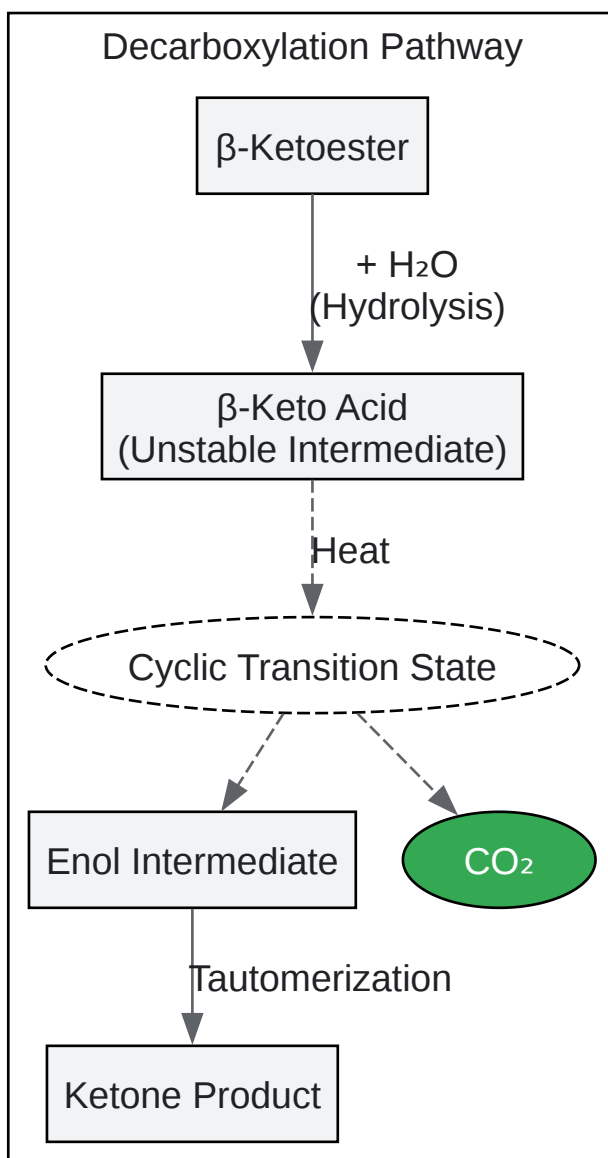 Decarboxylation Pathway
β-Ketoester
+ H₂O
(Hydrolysis)
β-Keto Acid
(Unstable Intermediate)
Heat
Cyclic Transition State
Enol Intermediate
CO₂
Tautomerization
Ketone Product